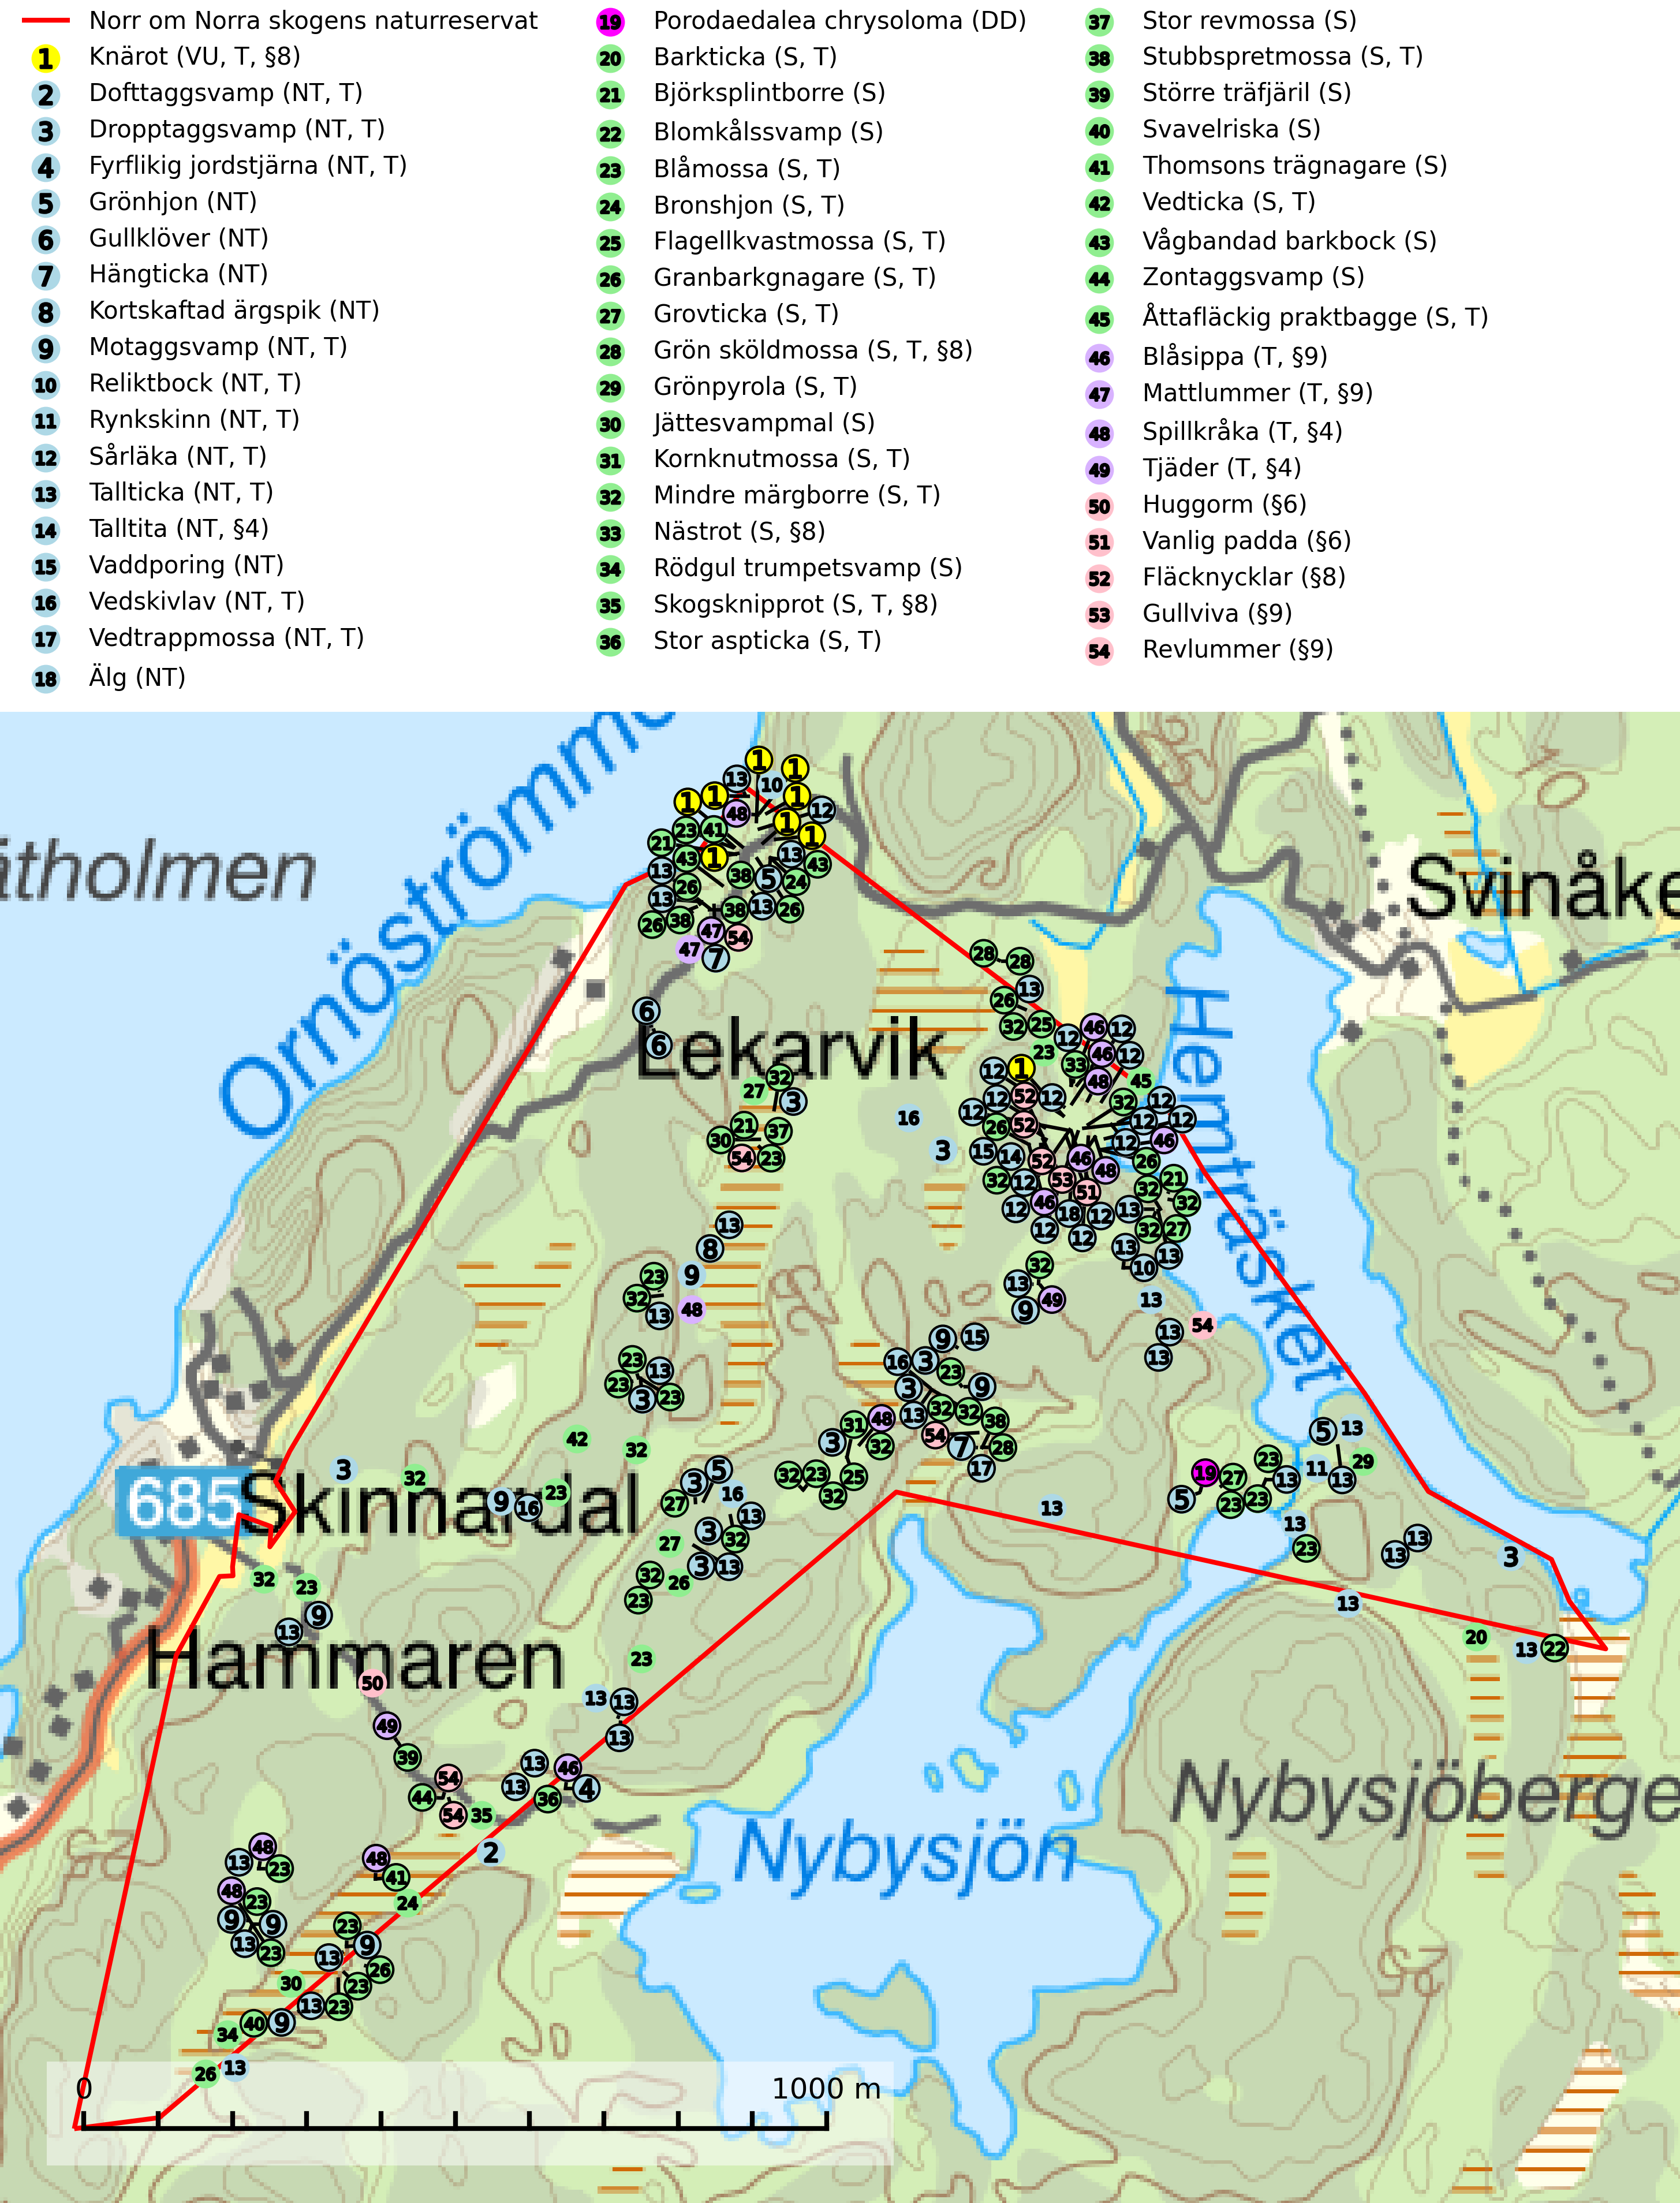 Norr om Norra skogens naturreservat
1 Knärot (VU, T, §8)
2 Dofttaggsvamp (NT, T)
3 Dropptaggsvamp (NT, T)
4 Fyrflikig jordstjärna (NT, T)
5 Grönhjon (NT)
6 Gullklöver (NT)
7 Hängticka (NT)
8 Kortskaftad ärgspik (NT)
9 Motaggsvamp (NT, T)
10 Reliktbock (NT, T)
11 Rynkskinn (NT, T)
12 Sårläka (NT, T)
13 Tallticka (NT, T)
14 Talltita (NT, §4)
15 Vaddporing (NT)
16 Vedskivlav (NT, T)
17 Vedtrappmossa (NT, T)
18 Älg (NT)
19 Porodaedalea chrysoloma (DD)
20 Barkticka (S, T)
21 Björksplintborre (S)
22 Blomkålssvamp (S)
23 Blåmossa (S, T)
24 Bronshjon (S, T)
25 Flagellkvastmossa (S, T)
26 Granbarkgnagare (S, T)
27 Grovticka (S, T)
28 Grön sköldmossa (S, T, §8)
29 Grönpyrola (S, T)
30 Jättesvampmal (S)
31 Kornknutmossa (S, T)
32 Mindre märgborre (S, T)
33 Nästrot (S, §8)
34 Rödgul trumpetsvamp (S)
35 Skogsknipprot (S, T, §8)
36 Stor aspticka (S, T)
37 Stor revmossa (S)
38 Stubbspretmossa (S, T)
39 Större träfjäril (S)
40 Svavelriska (S)
41 Thomsons trägnagare (S)
42 Vedticka (S, T)
43 Vågbandad barkbock (S)
44 Zontaggsvamp (S)
45 Åttafläckig praktbagge (S, T)
46 Blåsippa (T, §9)
47 Mattlummer (T, §9)
48 Spillkråka (T, §4)
49 Tjäder (T, §4)
50 Huggorm (§6)
51 Vanlig padda (§6)
52 Fläcknycklar (§8)
53 Gullviva (§9)
54 Revlummer (§9)
Ornöströmmo
åtholmen
Svinåke
Lekarvik
Hemträsket
10
685
Skinnardal
Hammaren
Nybysjöberge
Nybysjön
25
25
0 1000 m